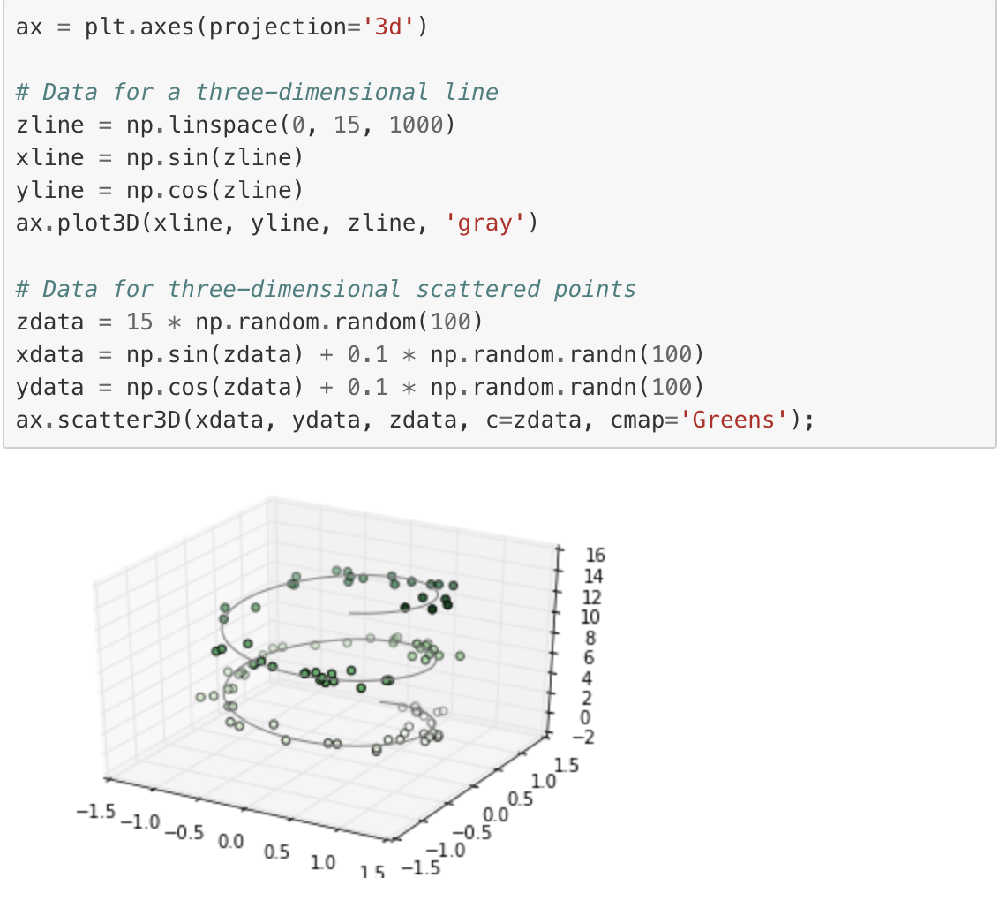 ax = plt.axes(projection='3d')
# Data for a three-dimensional line
zline = np.linspace(0, 15, 1000)
xline = np.sin(zline)
yline = np.cos(zline)
ax.plot3D(xline, yline, zline, 'gray')
# Data for three-dimensional scattered points
zdata = 15 * np.random.random(100)
xdata = np.sin(zdata) + 0.1 * np.random.randn(100)
ydata = np.cos(zdata) + 0.1 * np.random.randn(100)
ax.scatter3D(xdata, ydata, zdata, c=zdata, cmap='Greens');
16
14
12
10
8
6
4
2
0
−2
−1.5
−1.0
−0.5
0.0
0.5
1.0
1.5
1.5
1.0
0.5
0.0
−0.5
−1.0
−1.5